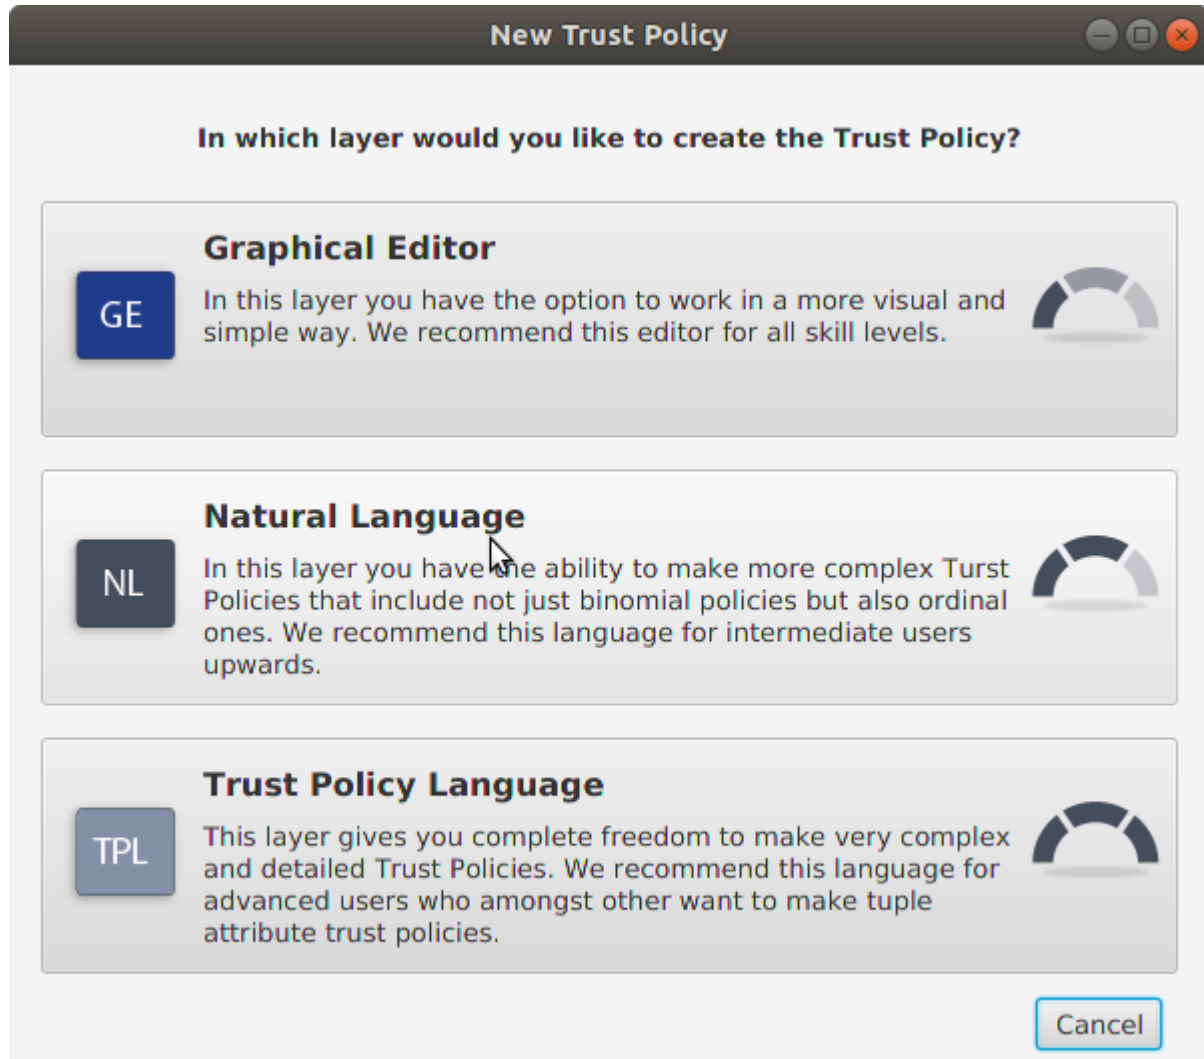 New Trust Policy
In which layer would you like to create the Trust Policy?
Graphical Editor
GE
In this layer you have the option to work in a more visual and
simple way. We recommend this editor for all skill levels.
Natural Language
NL
In this layer you have the ability to make more complex Turst
Policies that include not just binomial policies but also ordinal
ones. We recommend this language for intermediate users
upwards.
Trust Policy Language
TPL
This layer gives you complete freedom to make very complex
and detailed Trust Policies. We recommend this language for
advanced users who amongst other want to make tuple
attribute trust policies.
Cancel